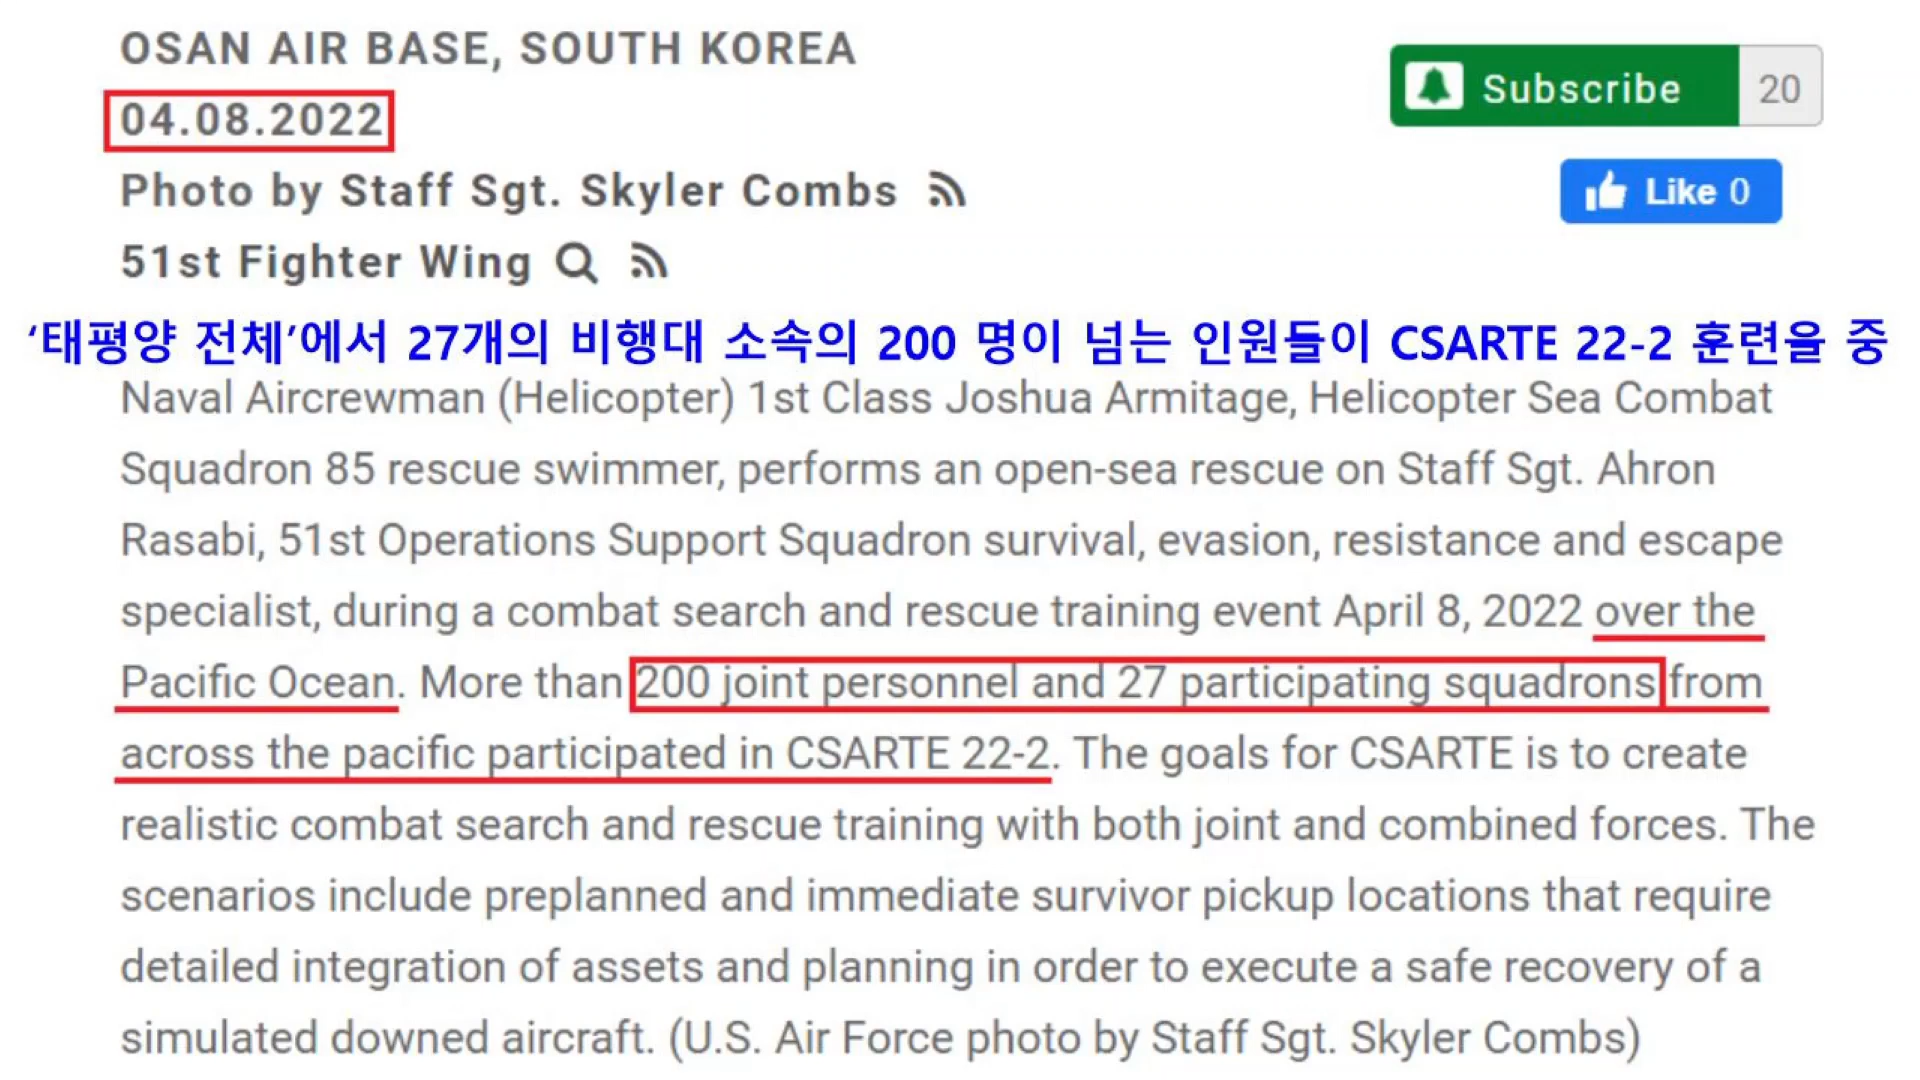 OSAN AIR BASE, SOUTH KOREA
04.08.2022
Subscribe 20
Photo by Staff Sgt. Skyler Combs
Like 0
51st Fighter Wing
‘태평양 전체’에서 27개의 비행대 소속의 200 명이 넘는 인원들이 CSARTE 22-2 훈련을 중
Naval Aircrewman (Helicopter) 1st Class Joshua Armitage, Helicopter Sea Combat
Squadron 85 rescue swimmer, performs an open-sea rescue on Staff Sgt. Ahron
Rasabi, 51st Operations Support Squadron survival, evasion, resistance and escape
specialist, during a combat search and rescue training event April 8, 2022 over the
Pacific Ocean. More than 200 joint personnel and 27 participating squadrons from
across the pacific participated in CSARTE 22-2. The goals for CSARTE is to create
realistic combat search and rescue training with both joint and combined forces. The
scenarios include preplanned and immediate survivor pickup locations that require
detailed integration of assets and planning in order to execute a safe recovery of a
simulated downed aircraft. (U.S. Air Force photo by Staff Sgt. Skyler Combs)